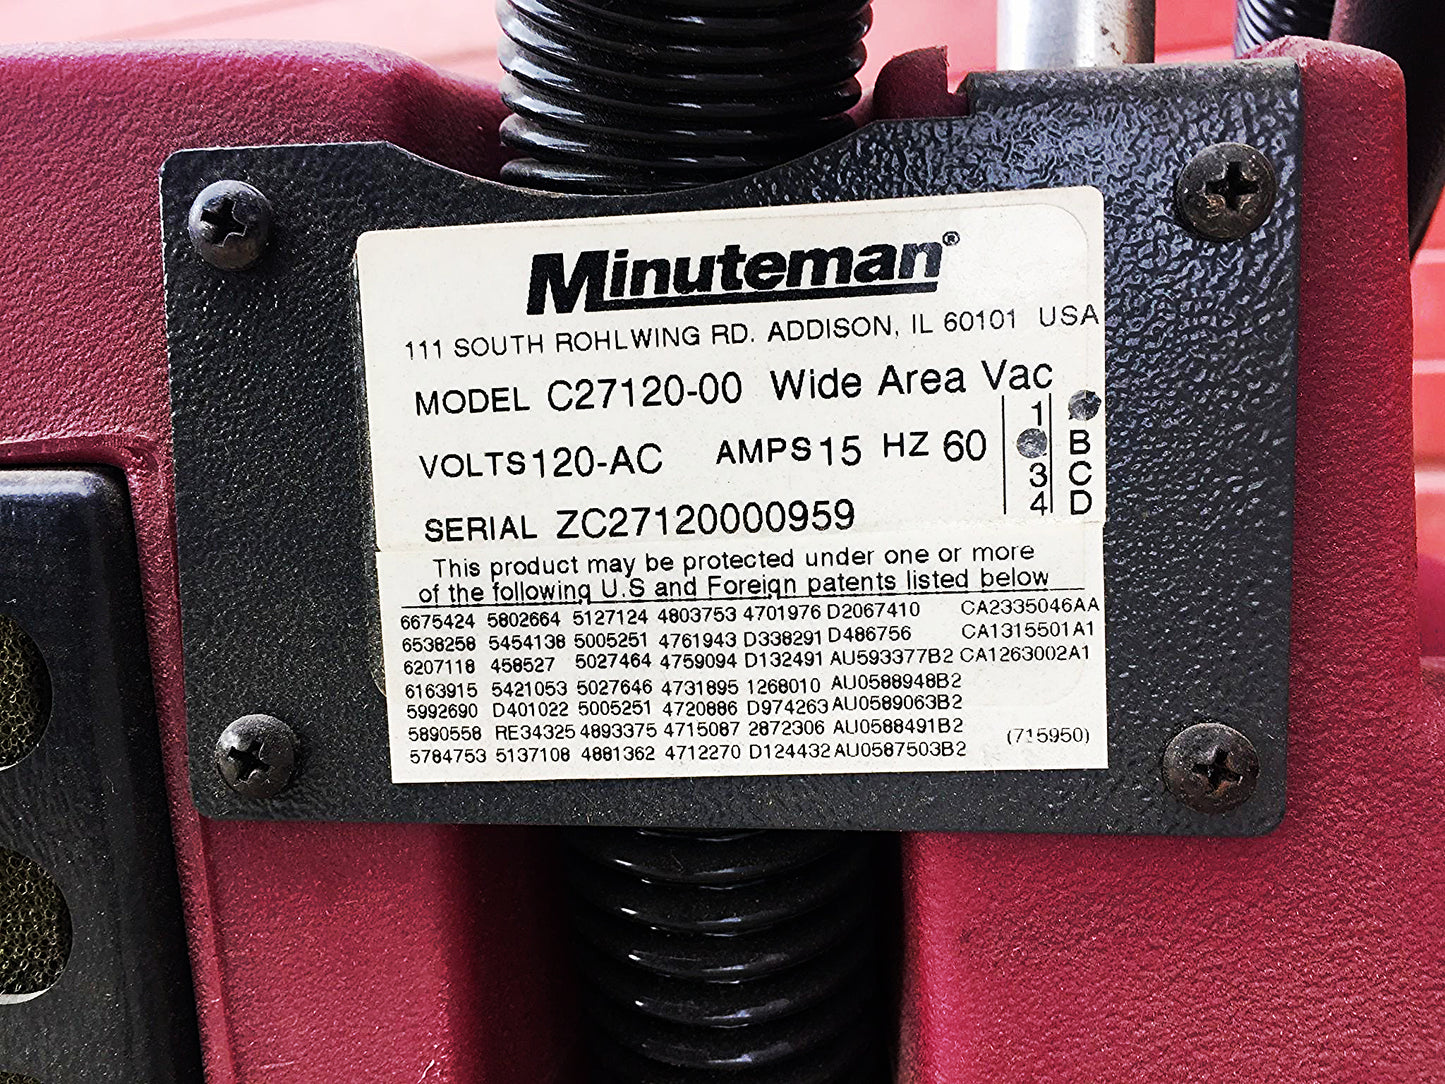 Minuteman®
111 SOUTH ROHLWING RD. ADDISON, IL 60101 USA
MODEL C27120-00 Wide Area Vac
VOLTS 120-AC AMPS 15 HZ 60
1
3
4
B
C
D
SERIAL ZC27120000959
This product may be protected under one or more
of the following U.S and Foreign patents listed below
6675424 5802664 5127124 4803753 4701976 D2067410 CA2335046AA
6538258 5454138 5005251 4761943 D338291 D486756 CA1315501A1
6207118 458527 5027464 4759094 D132491 AU593377B2 CA1263002A1
6163915 5421053 5027646 4731895 1268010 AU0588948B2
5992690 D401022 5005251 4720886 D974263 AU0589063B2
5890558 RE34325 4893375 4715087 2872306 AU0588491B2
5784753 5137108 4881362 4712270 D124432 AU0587503B2 (715950)